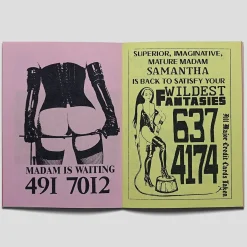 MADAM IS WAITING
491 7012
SUPERIOR, IMAGINATIVE,
MATURE MADAM
SAMANTHA
IS BACK TO SATISFY YOUR
WILDEST
FANTASIES
637
4174
All Major Credit Cards Taken